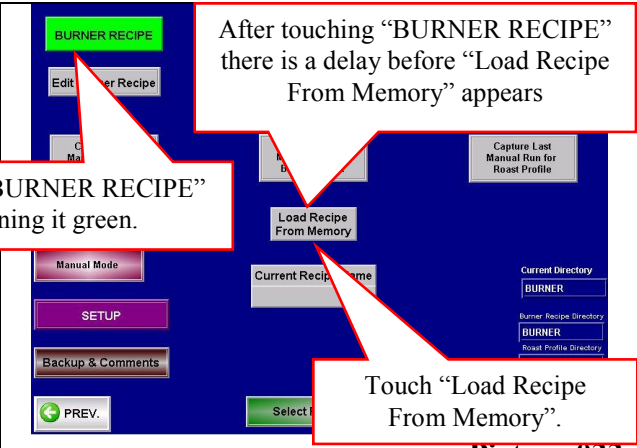 BURNER RECIPE
After touching “BURNER RECIPE”
there is a delay before “Load Recipe
From Memory” appears
Edit er Recipe
Capture Last
Manual Run for
Roast Profile
BURNER RECIPE”
ning it green.
Load Recipe
From Memory
Manual Mode
Current Recip me
Current Directory
BURNER
SETUP
Burner Recipe Directory
BURNER
Roast Profile Directory
Backup & Comments
Touch “Load Recipe
From Memory”.
PREV.
Select